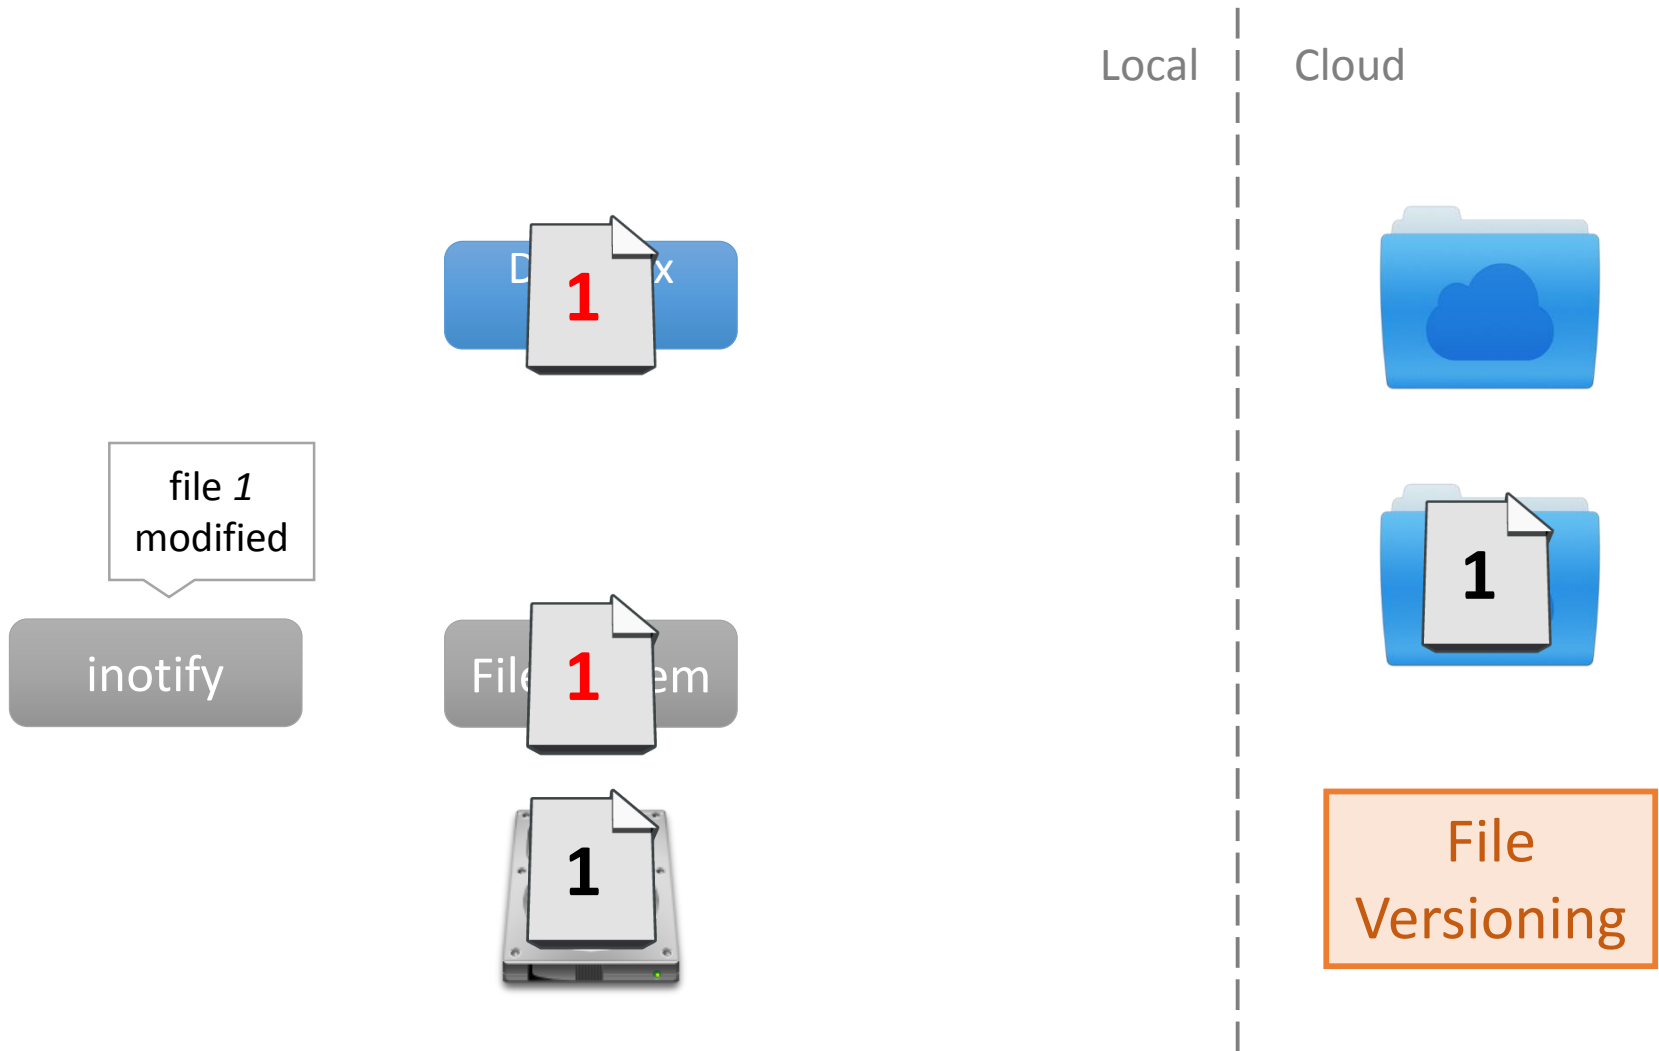 Local
Cloud
1
file 1
modified
inotify
1
1
1
File
Versioning